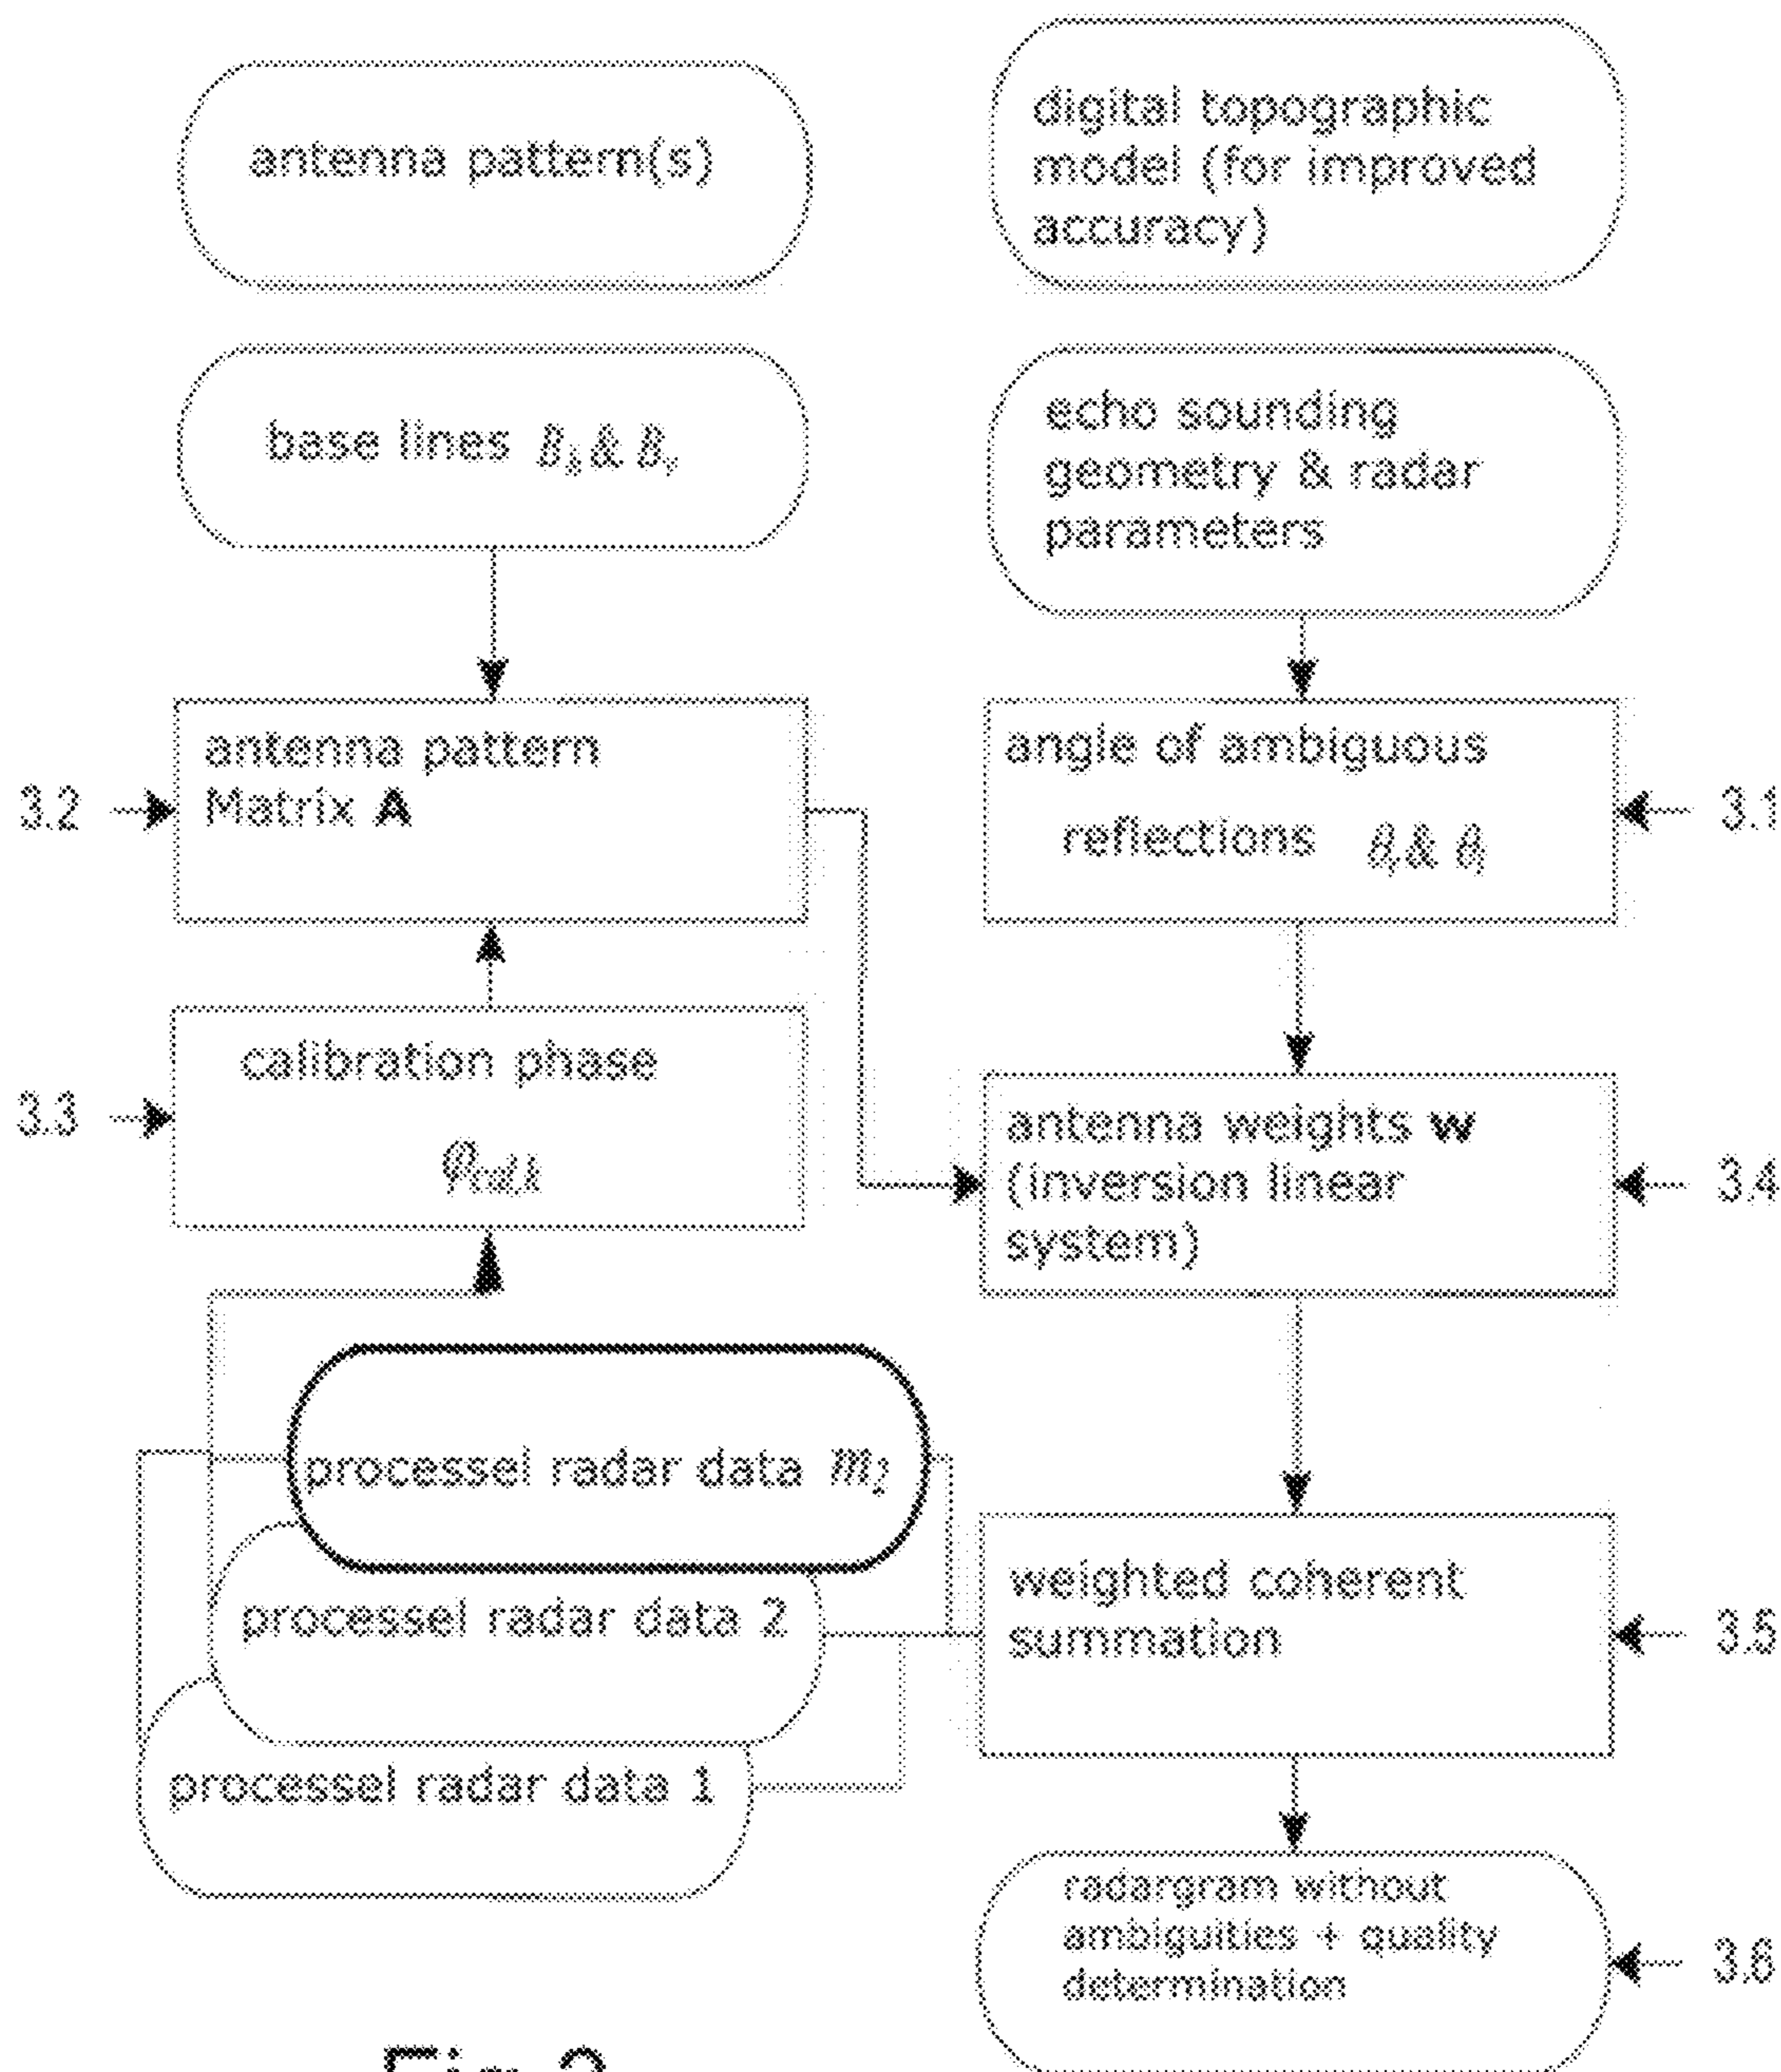 antenna pattern(s)
digital topographic
model (for improved
accuracy)
base lines B & B
echo sounding
geometry & radar
parameters
antenna pattern
Matrix A
3.2
angle of ambiguous
reflections θ & θ
3.1
calibration phase
φ
3.3
antenna weights w
(inversion linear
system)
3.4
processel radar data m
processel radar data 2
processel radar data 1
weighted coherent
summation
3.5
radargram without
ambiguities + quality
determination
3.6